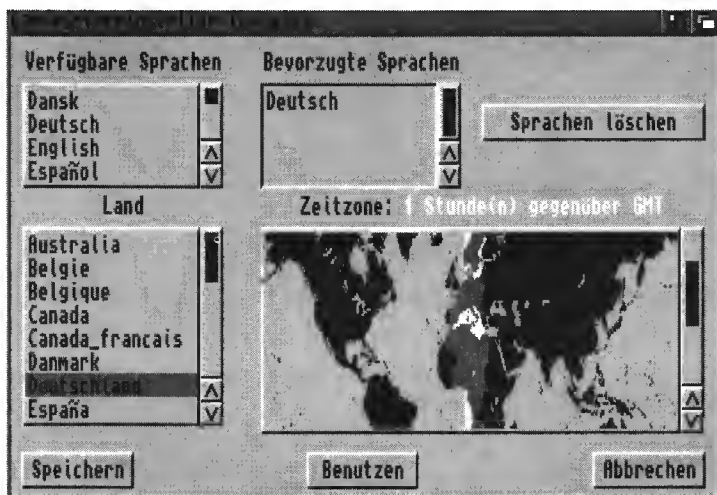 Verfügbare Sprachen
Bevorzugte Sprachen
Dansk
Deutsch
English
Español
Deutsch
Sprachen löschen
Land
Zeitzone: 1 Stunde(n) gegenüber GMT
Australia
Belgie
Belgique
Canada
Canada_francais
Danmark
Deutschland
España
Speichern
Benutzen
Abbrechen